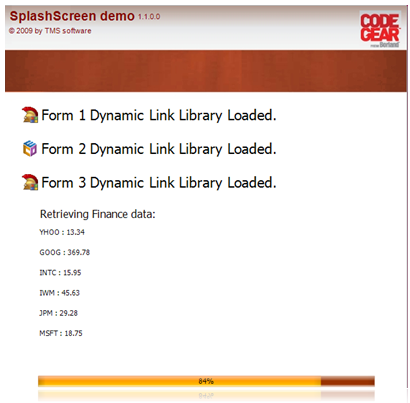 SplashScreen demo 1.1.0.0
© 2009 by TMS software
CODE
GEAR
FROM Borland
Form 1 Dynamic Link Library Loaded.
Form 2 Dynamic Link Library Loaded.
Form 3 Dynamic Link Library Loaded.
Retrieving Finance data:
YHOO : 13.34
GOOG : 369.78
INTC : 15.95
IWM : 45.63
JPM : 29.28
MSFT : 18.75
84%